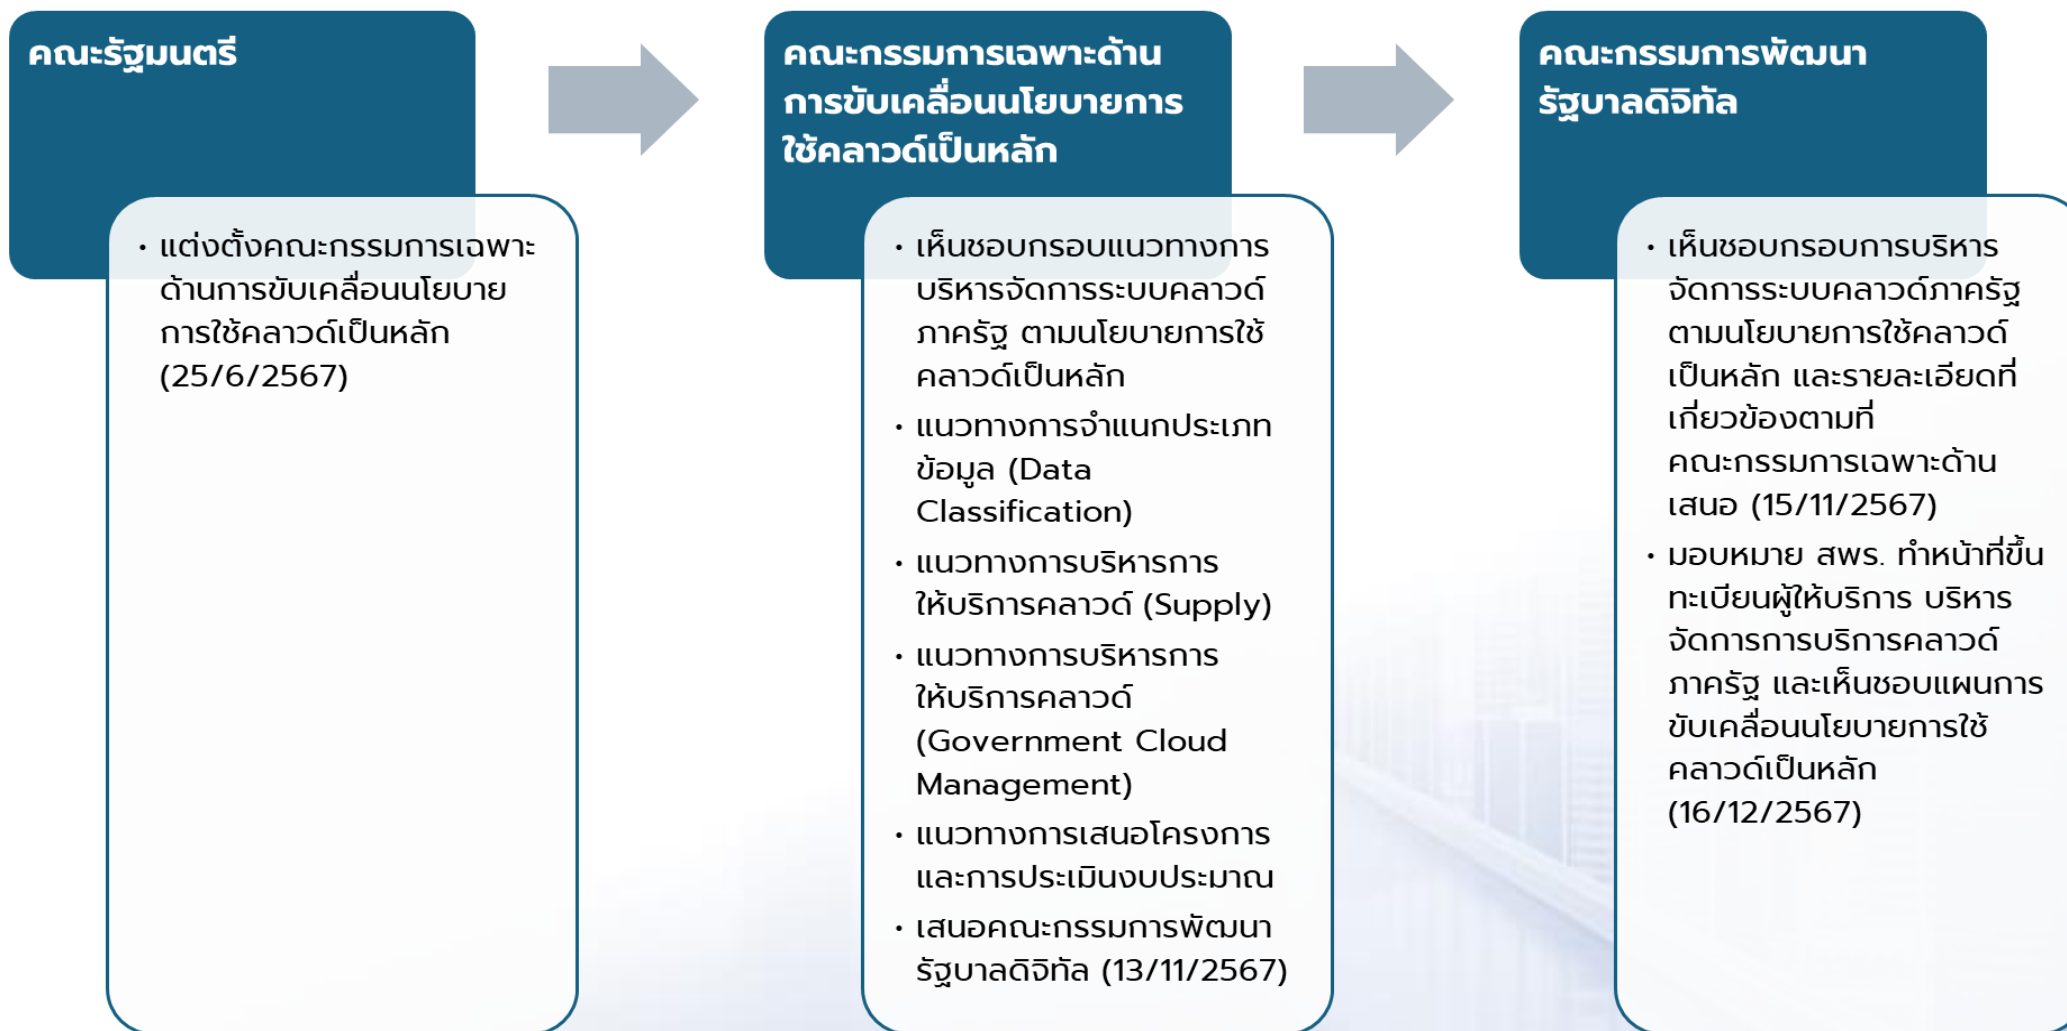 คณะรัฐมนตรี
• แต่งตั้งคณะกรรมการเฉพาะ
ด้านการขับเคลื่อนนโยบาย
การใช้คลาวด์เป็นหลัก
(25/6/2567)
คณะกรรมการเฉพาะด้าน
การขับเคลื่อนนโยบายการ
ใช้คลาวด์เป็นหลัก
• เห็นชอบกรอบแนวทางการ
บริหารจัดการระบบคลาวด์
ภาครัฐ ตามนโยบายการใช้
คลาวด์เป็นหลัก
• แนวทางการจำแนกประเภท
ข้อมูล (Data
Classification)
• แนวทางการบริหารการ
ให้บริการคลาวด์ (Supply)
• แนวทางการบริหารการ
ให้บริการคลาวด์
(Government Cloud
Management)
• แนวทางการเสนอโครงการ
และการประเมินงบประมาณ
• เสนอคณะกรรมการพัฒนา
รัฐบาลดิจิทัล (13/11/2567)
คณะกรรมการพัฒนา
รัฐบาลดิจิทัล
• เห็นชอบกรอบการบริหาร
จัดการระบบคลาวด์ภาครัฐ
ตามนโยบายการใช้คลาวด์
เป็นหลัก และรายละเอียดที่
เกี่ยวข้องตามที่
คณะกรรมการเฉพาะด้าน
เสนอ (15/11/2567)
• มอบหมาย สพร. ทำหน้าที่ขึ้น
ทะเบียนผู้ให้บริการ บริหาร
จัดการการบริการคลาวด์
ภาครัฐ และเห็นชอบแผนการ
ขับเคลื่อนนโยบายการใช้
คลาวด์เป็นหลัก
(16/12/2567)